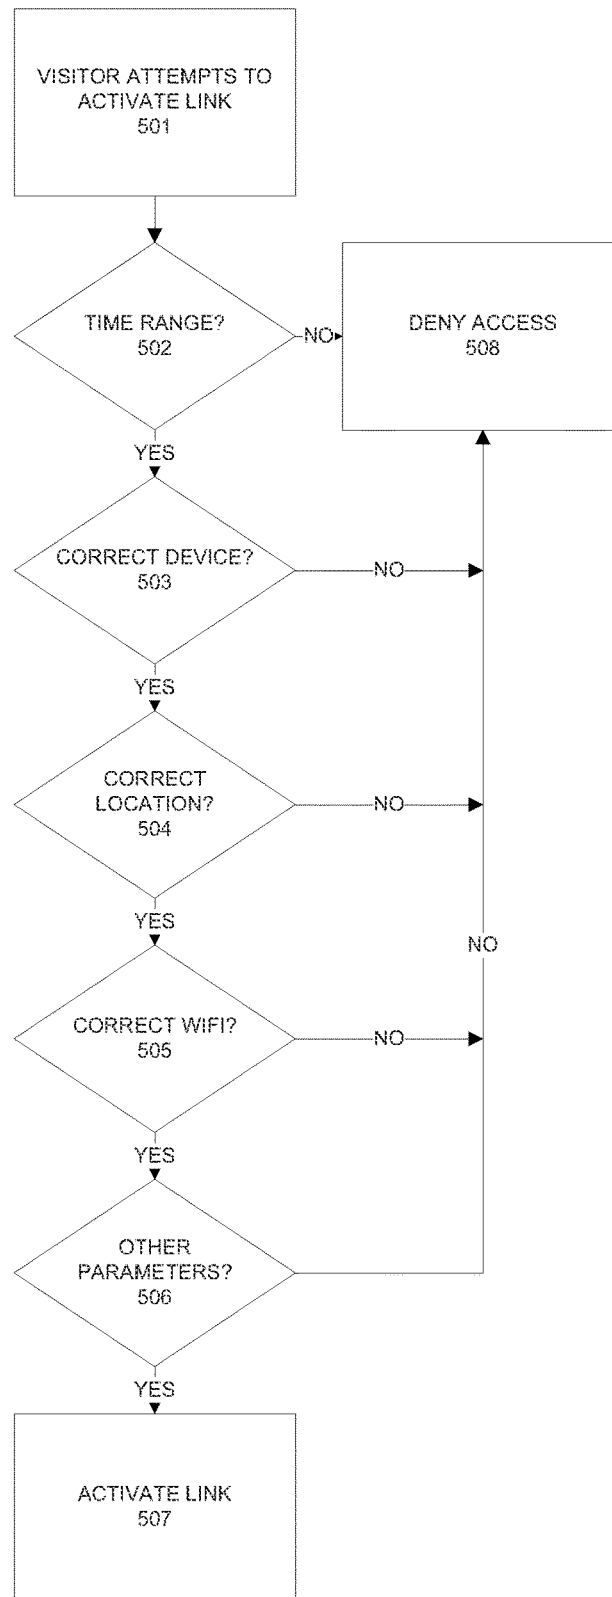 VISITOR ATTEMPTS TO
ACTIVATE LINK
501
TIME RANGE?
502
NO
DENY ACCESS
508
YES
CORRECT DEVICE?
503
NO
YES
CORRECT
LOCATION?
504
NO
YES
NO
CORRECT WIFI?
505
NO
YES
OTHER
PARAMETERS?
506
YES
ACTIVATE LINK
507